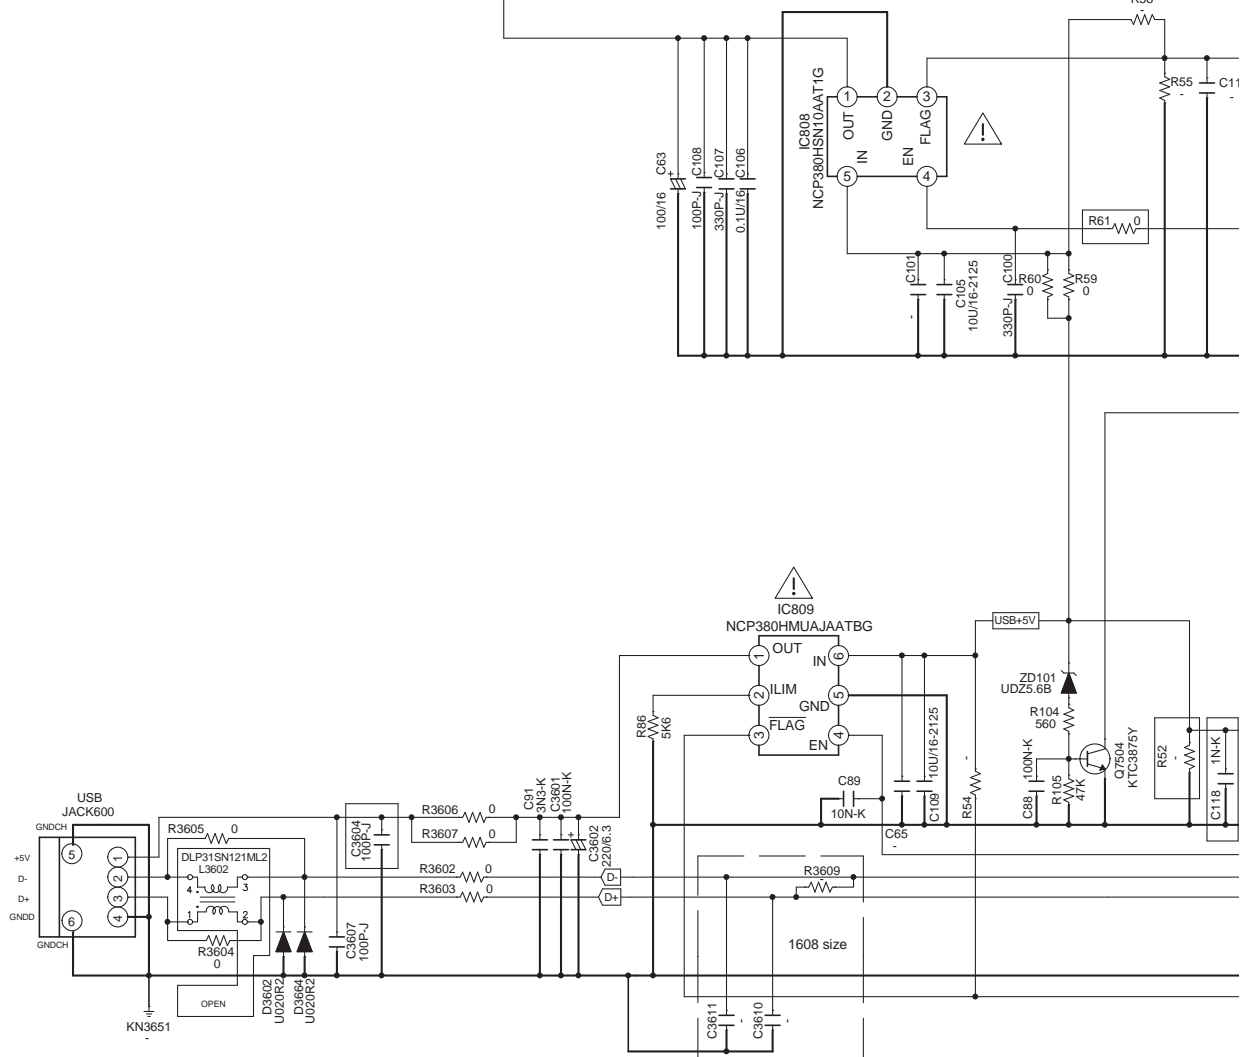 R55
-
C11
-
IC808
NCP380HSN10AAT1G
1
2
3
OUT
GND
FLAG
IN
EN
5
4
+
C63
100/16
C108
100P-J
C107
330P-J
C106
0.1U/16
R61 0
C101
-
C105
10U/16-2125
C100
330P-J
R60
0
R59
0
IC809
NCP380HMUAJAATBG
1
OUT
IN
6
2
ILIM
GND
5
3
FLAG
EN
4
R86
5K6
USB+5V
ZD101
UDZ5.6B
R104
560
100N-K
C88
R105
47K
Q7504
KTC3875Y
R52
-
1N-K
C118
10U/16-2125
C109
C65
-
R54
-
C89
10N-K
USB
JACK600
GNDCH
5
+5V
1
D-
2
D+
3
GNDD
4
6
GNDCH
R3605 0
DLP31SN121ML2
L3602
4
3
1
2
R3604
0
OPEN
KN3651
-
D3602
U020R2
D3664
U020R2
C3607
100P-J
C3604
100P-J
R3606 0
R3607 0
R3602 0
R3603 0
C91
3N3-K
C3601
100N-K
+
C3602
220/6.3
D-
D+
R3609
-
1608 size
C3611
-
C3610
-